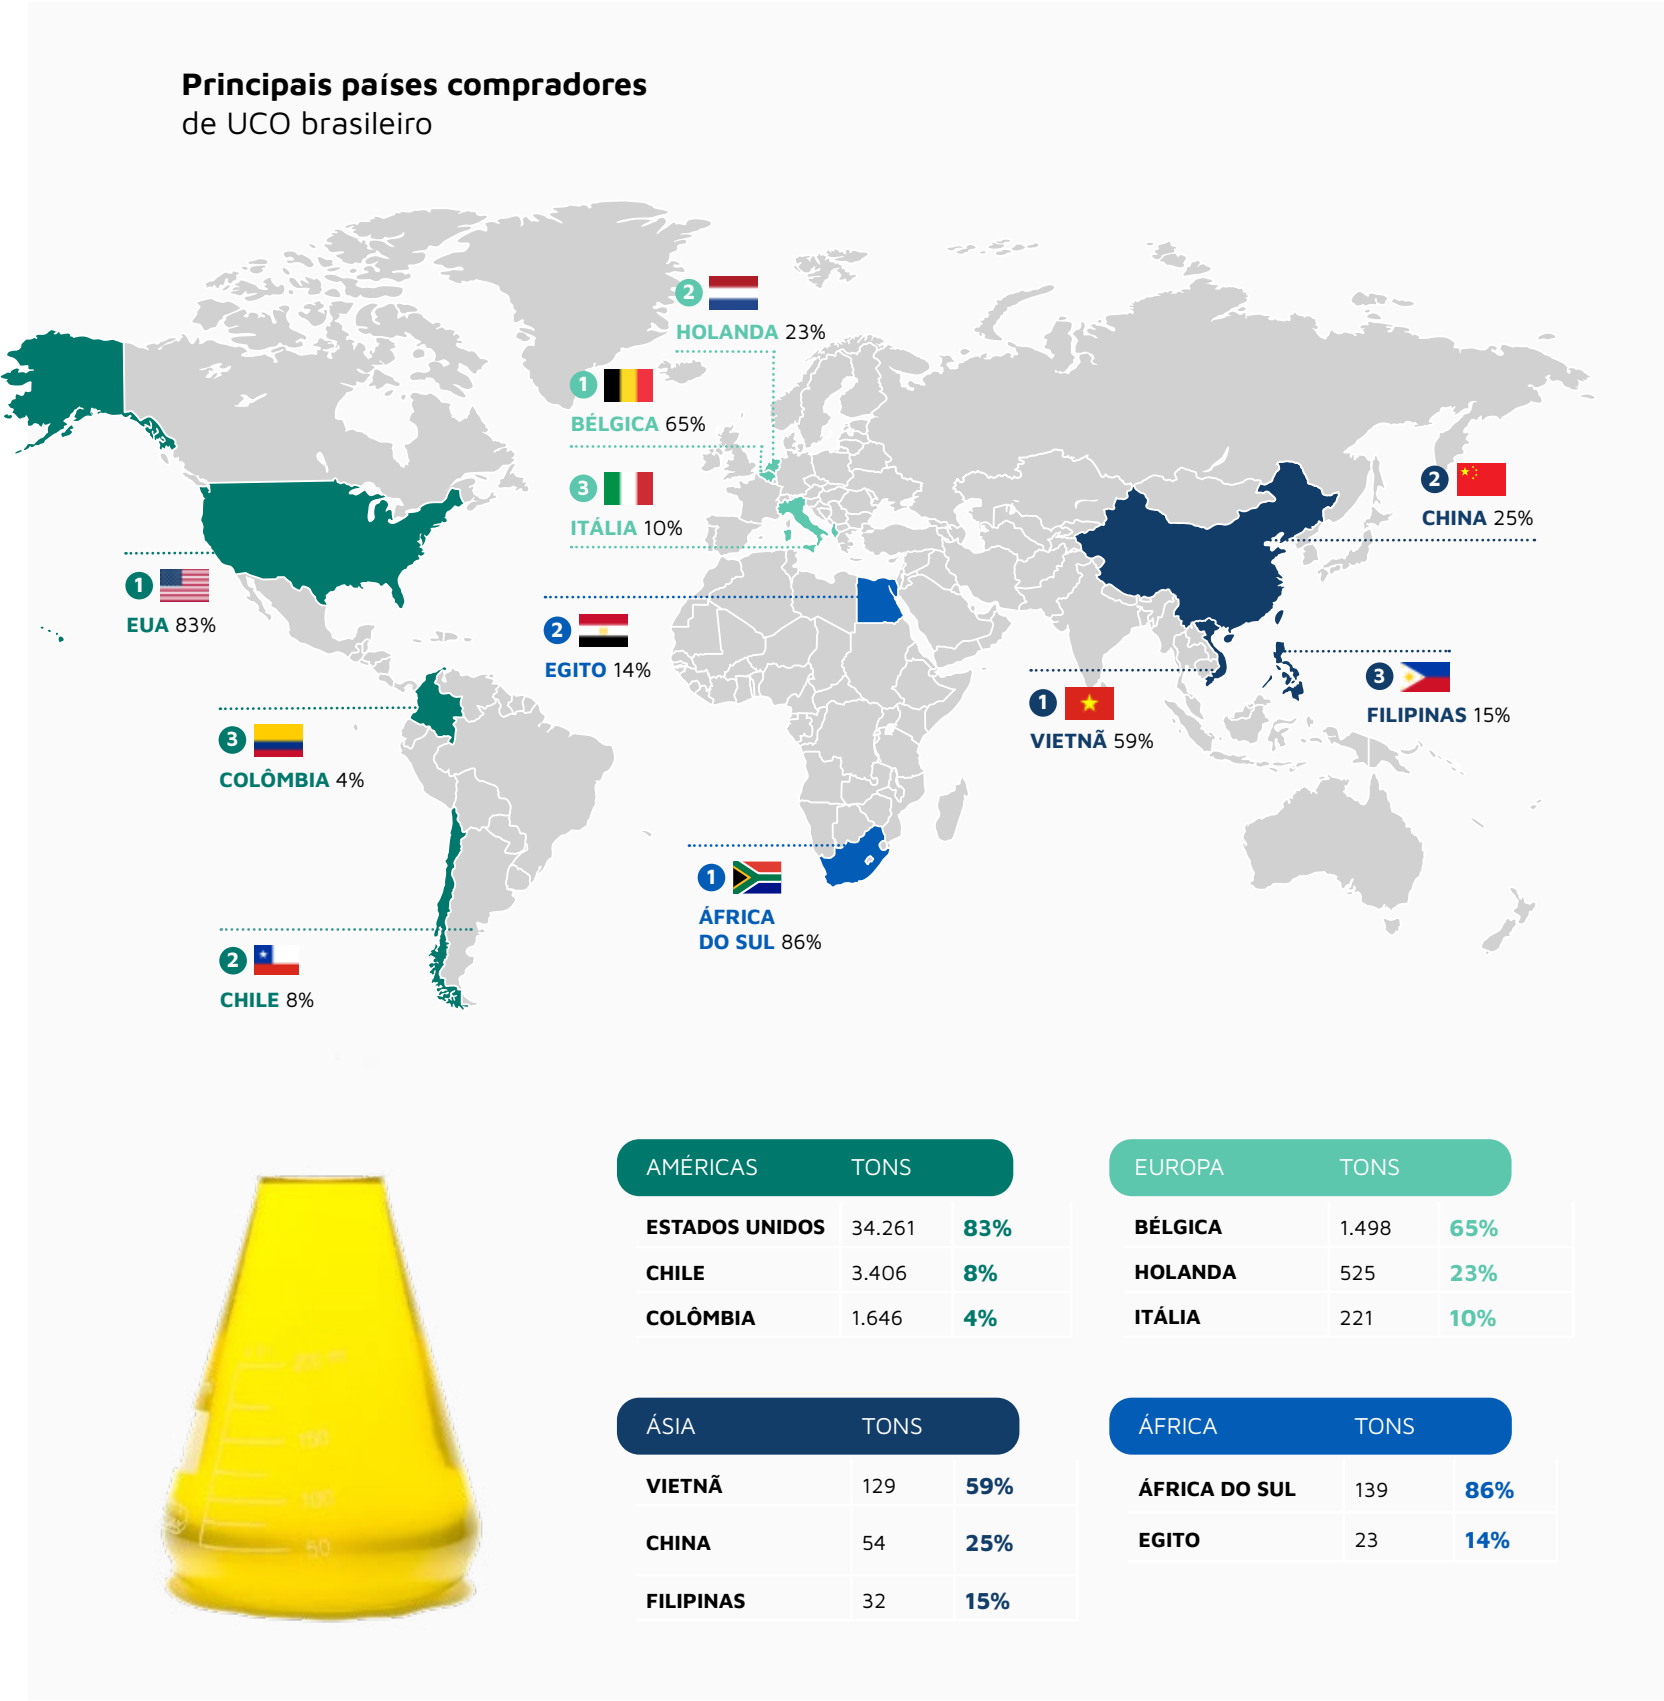 Principais países compradores
de UCO brasileiro
2
HOLANDA 23%
1
BÉLGICA 65%
3
ITÁLIA 10%
2
CHINA 25%
1
EUA 83%
2
EGITO 14%
3
FILIPINAS 15%
1
VIETNÃ 59%
3
COLÔMBIA 4%
1
ÁFRICA
DO SUL 86%
2
CHILE 8%
AMÉRICAS TONS
ESTADOS UNIDOS 34.261 83%
CHILE 3.406 8%
COLÔMBIA 1.646 4%
EUROPA TONS
BÉLGICA 1.498 65%
HOLANDA 525 23%
ITÁLIA 221 10%
ÁSIA TONS
VIETNÃ 129 59%
CHINA 54 25%
FILIPINAS 32 15%
ÁFRICA TONS
ÁFRICA DO SUL 139 86%
EGITO 23 14%
150
100
50